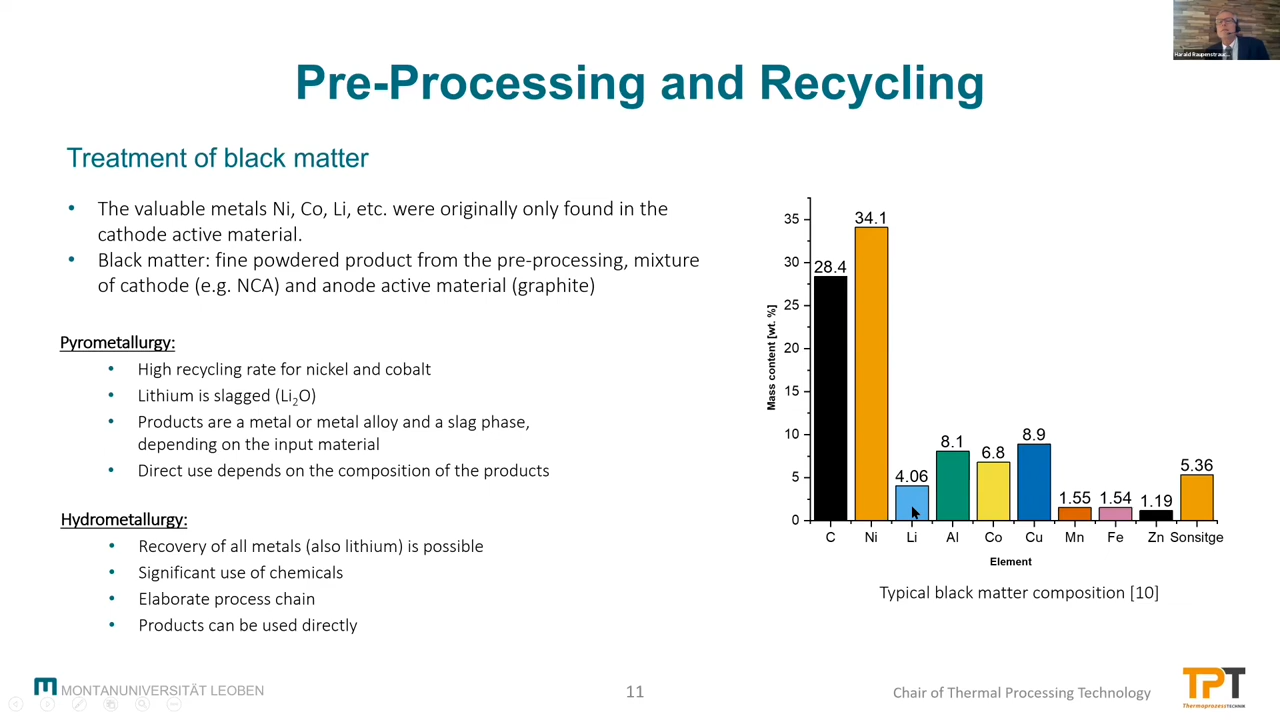 Harald Raupenstrauc...
Pre-Processing and Recycling
Treatment of black matter
• The valuable metals Ni, Co, Li, etc. were originally only found in the
cathode active material.
• Black matter: fine powdered product from the pre-processing, mixture
of cathode (e.g. NCA) and anode active material (graphite)
Pyrometallurgy:
• High recycling rate for nickel and cobalt
• Lithium is slagged (Li₂O)
• Products are a metal or metal alloy and a slag phase,
depending on the input material
• Direct use depends on the composition of the products
Hydrometallurgy:
• Recovery of all metals (also lithium) is possible
• Significant use of chemicals
• Elaborate process chain
• Products can be used directly
Mass content [wt. %]
35
30
25
20
15
10
5
0
28.4
34.1
4.06
8.1
6.8
8.9
1.55
1.54
1.19
5.36
C Ni Li Al Co Cu Mn Fe Zn Sonsitge
Element
Typical black matter composition [10]
MONTANUNIVERSITÄT LEOBEN
11
Chair of Thermal Processing Technology
TPT
ThermoprozessTECHNIK